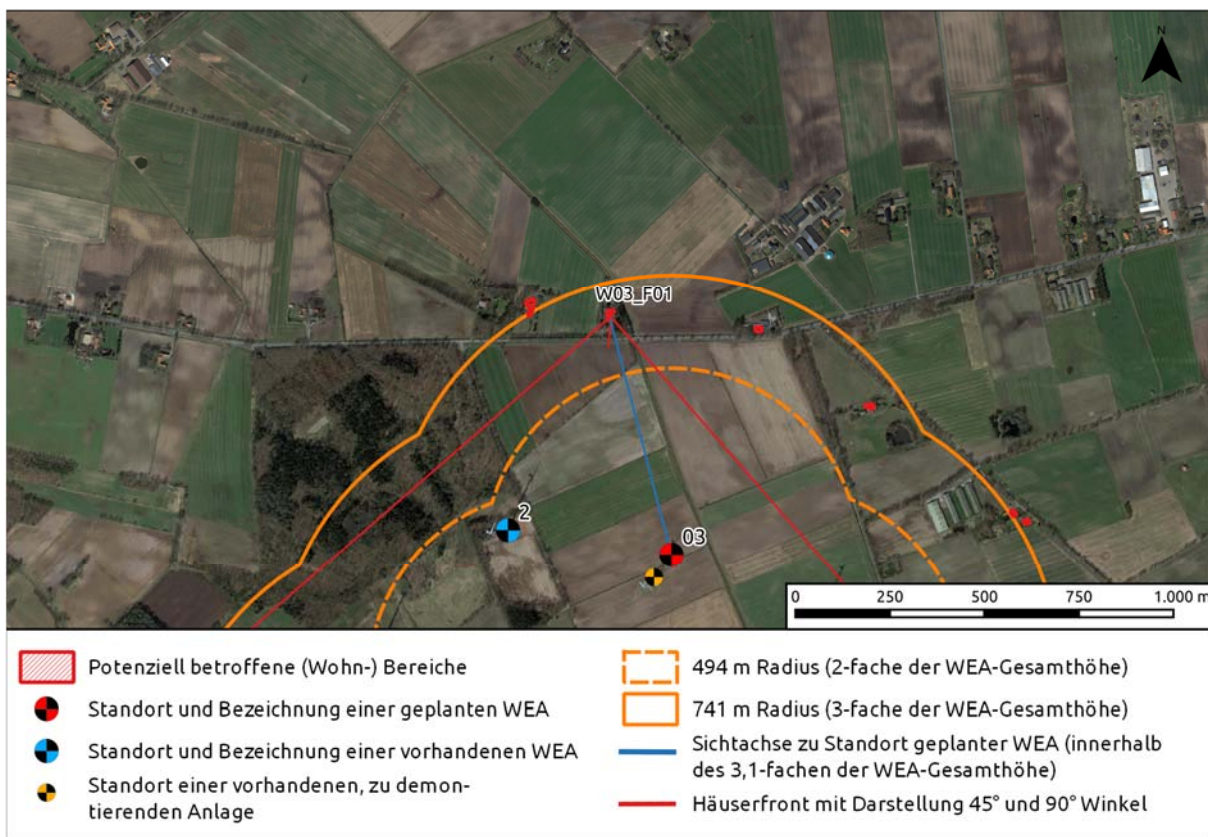 N
W03_F01
2
03
0 250 500 750 1.000 m
Potenziell betroffene (Wohn-) Bereiche
Standort und Bezeichnung einer geplanten WEA
Standort und Bezeichnung einer vorhandenen WEA
Standort einer vorhandenen, zu demon-
tierenden Anlage
494 m Radius (2-fache der WEA-Gesamthöhe)
741 m Radius (3-fache der WEA-Gesamthöhe)
Sichtachse zu Standort geplanter WEA (innerhalb
des 3,1-fachen der WEA-Gesamthöhe)
Häuserfront mit Darstellung 45° und 90° Winkel